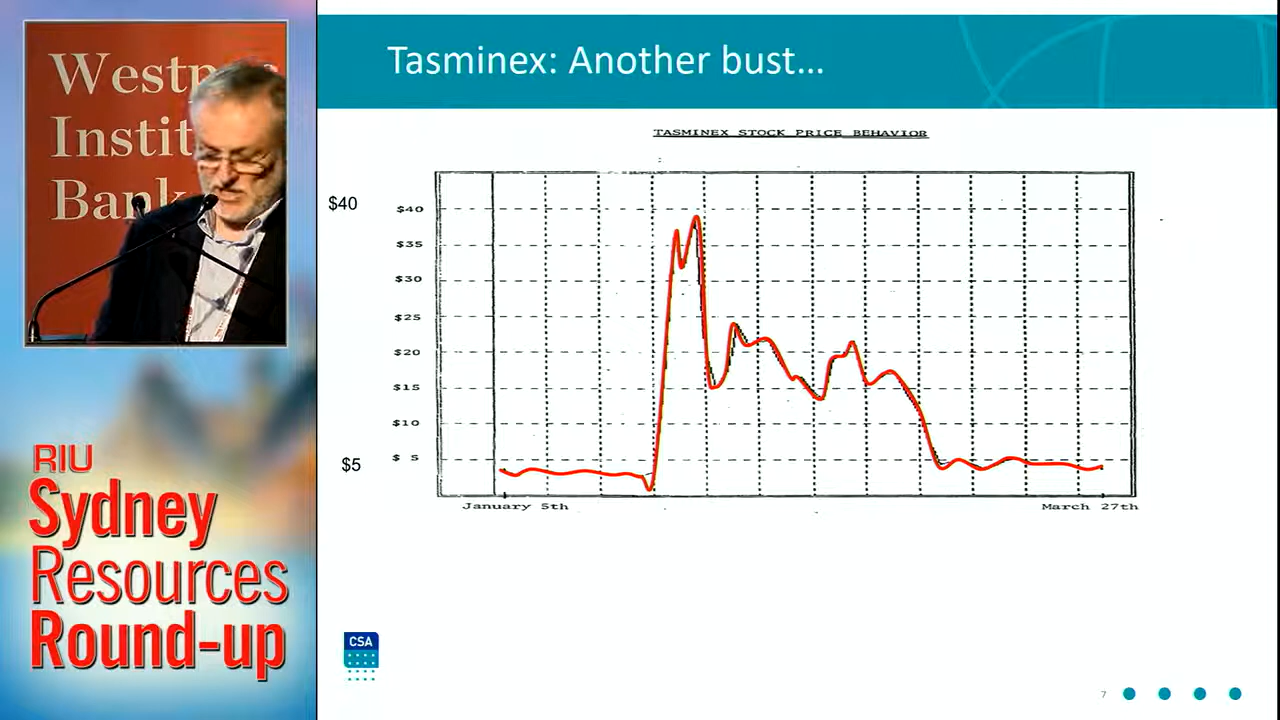 Westp
Instit
Bank
RIU
Sydney
Resources
Round-up
Tasminex: Another bust...
TASMINEX STOCK PRICE BEHAVIOR
$40
$5
$40
$35
$30
$25
$20
$15
$10
$ 5
January 5th
March 27th
CSA
7